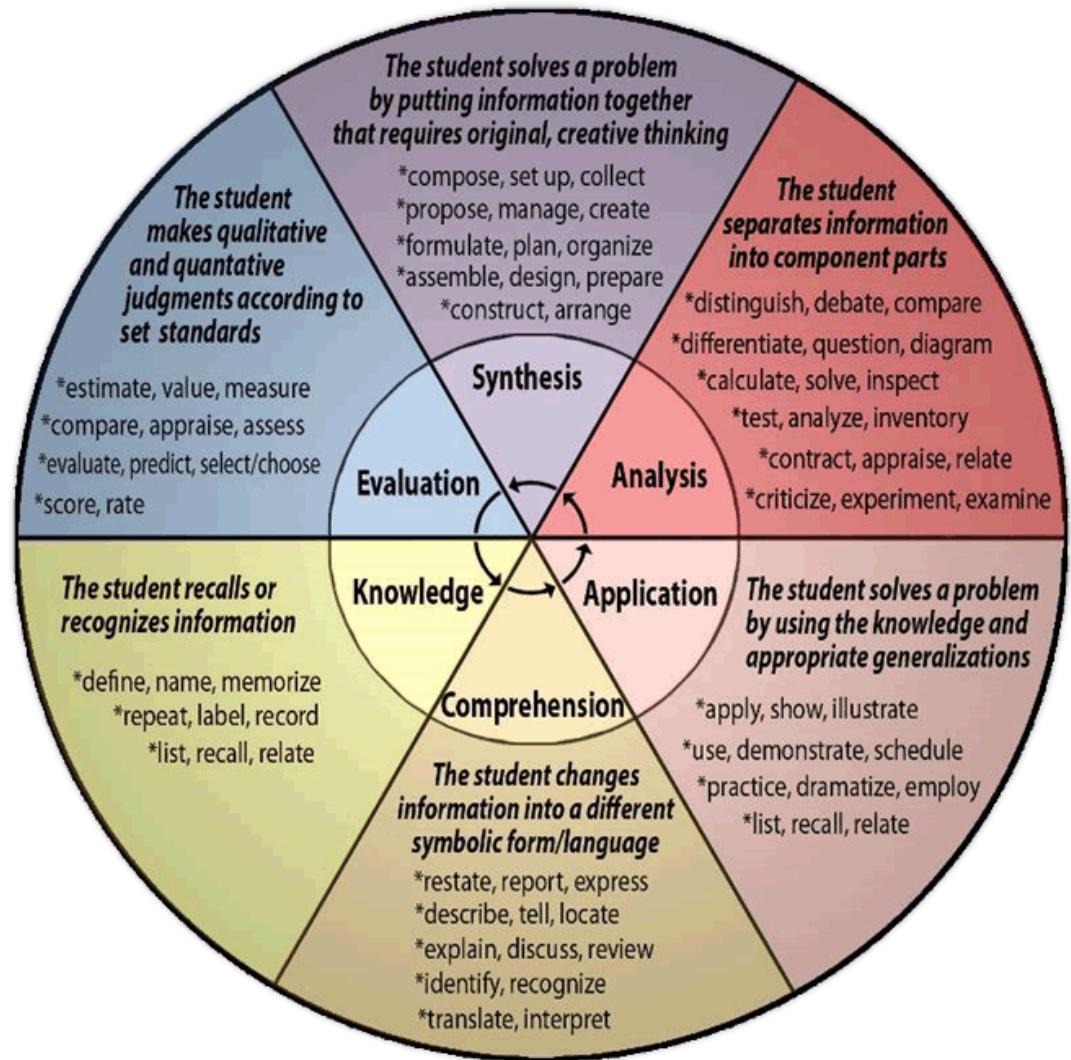 The student solves a problem
by putting information together
that requires original, creative thinking
*compose, set up, collect
*propose, manage, create
*formulate, plan, organize
*assemble, design, prepare
*construct, arrange
Synthesis
The student
separates information
into component parts
*distinguish, debate, compare
*differentiate, question, diagram
*calculate, solve, inspect
*test, analyze, inventory
*contract, appraise, relate
*criticize, experiment, examine
Analysis
The student solves a problem
by using the knowledge and
appropriate generalizations
*apply, show, illustrate
*use, demonstrate, schedule
*practice, dramatize, employ
*list, recall, relate
Application
Comprehension
The student changes
information into a different
symbolic form/language
*restate, report, express
*describe, tell, locate
*explain, discuss, review
*identify, recognize
*translate, interpret
Knowledge
The student recalls or
recognizes information
*define, name, memorize
*repeat, label, record
*list, recall, relate
The student
makes qualitative
and quantative
judgments according to
set standards
*estimate, value, measure
*compare, appraise, assess
*evaluate, predict, select/choose
*score, rate
Evaluation